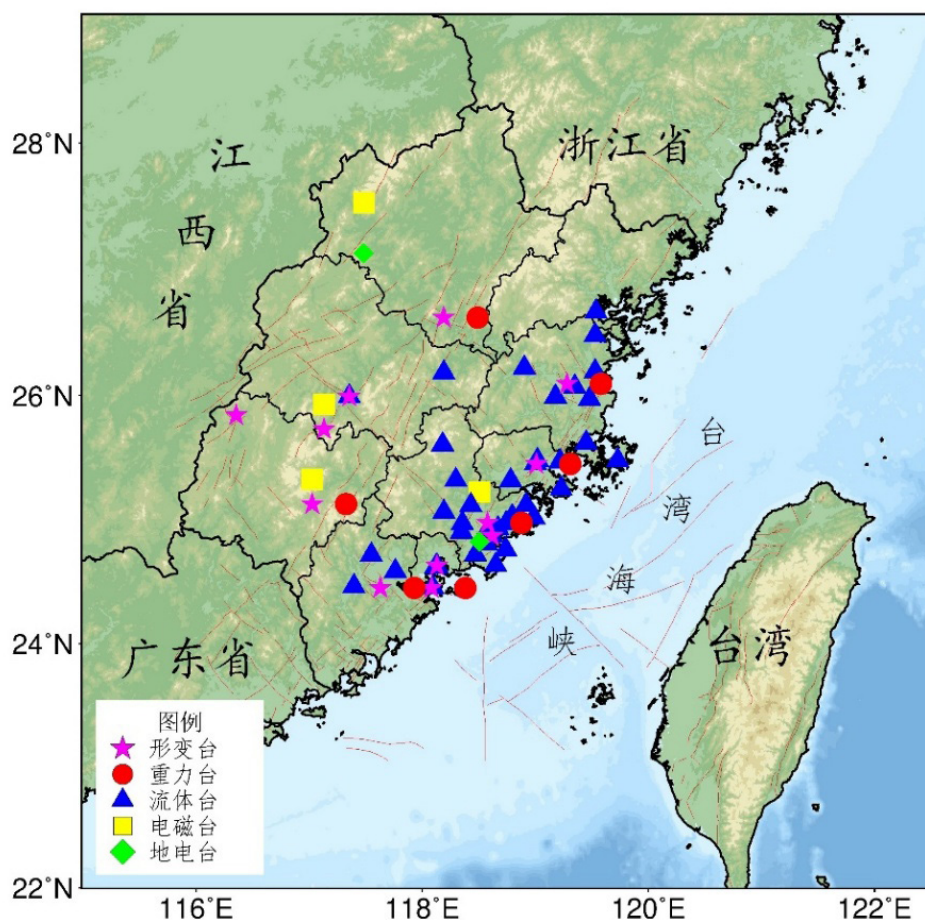 28°N
26°N
24°N
22°N
116°E
118°E
120°E
122°E
江西省
浙江省
广东省
台湾
台湾海峡
图例
形变台
重力台
流体台
电磁台
地电台